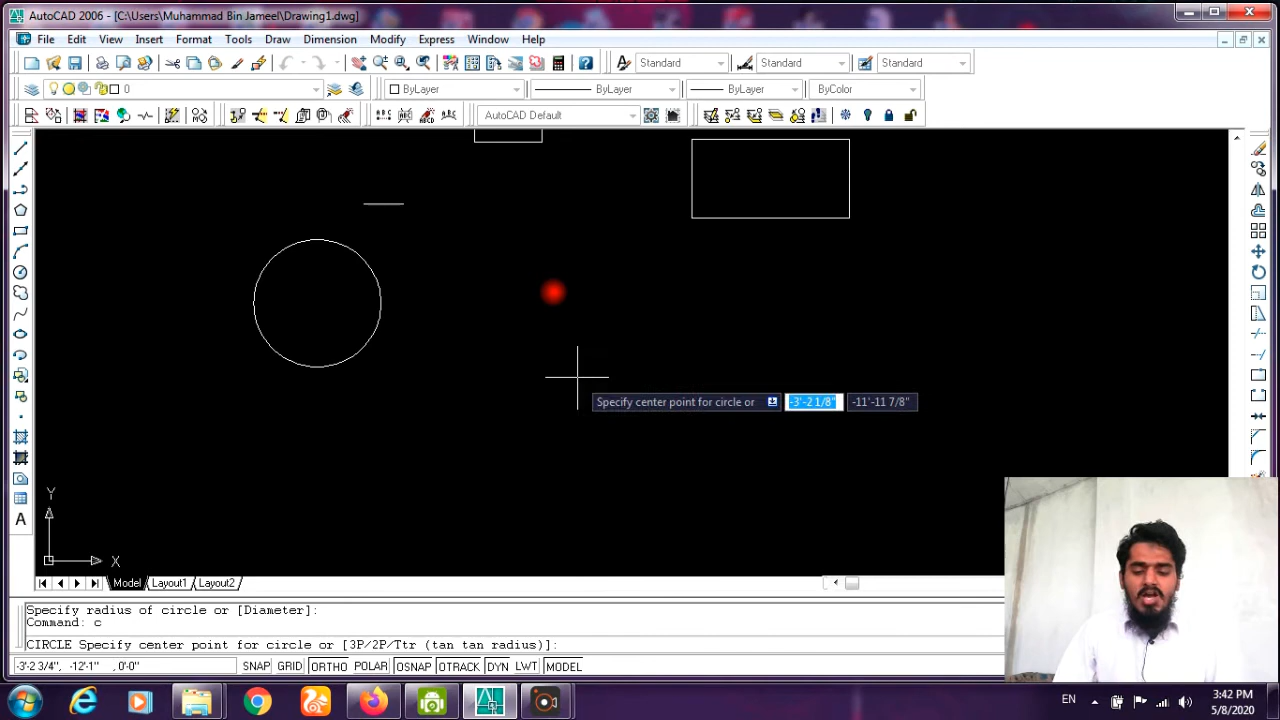 AutoCAD 2006 - [C:\Users\Muhammad Bin Jameel\Drawing1.dwg]
File Edit View Insert Format Tools Draw Dimension Modify Express Window Help
Standard Standard Standard
0 ByLayer ByLayer ByLayer ByColor
AutoCAD Default
Specify center point for circle or -3'-2 1/8" -11'-11 7/8"
Y
A
X
Model Layout1 Layout2
Specify radius of circle or [Diameter]:
Command: c
CIRCLE Specify center point for circle or [3P/2P/Ttr (tan tan radius)]:
-3'-2 3/4", -12'-1" , 0'-0" SNAP GRID ORTHO POLAR OSNAP OTRACK DYN LWT MODEL
EN
3:42 PM
5/8/2020